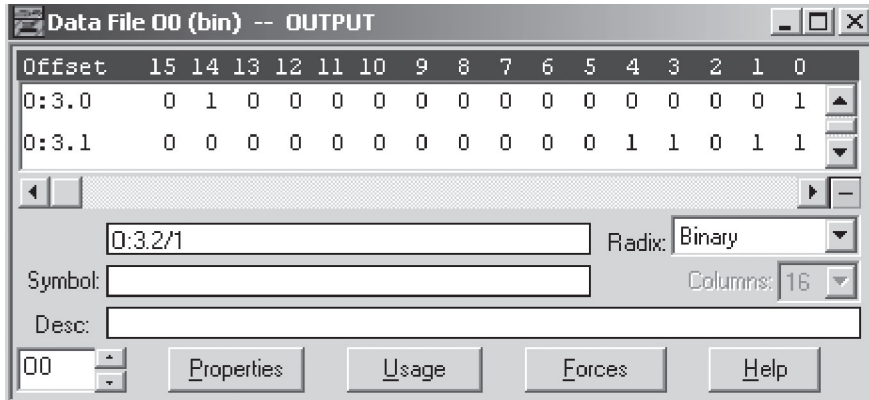 Data File O0 (bin) -- OUTPUT
Offset 15 14 13 12 11 10 9 8 7 6 5 4 3 2 1 0
O:3.0 0 1 0 0 0 0 0 0 0 0 0 0 0 0 0 1
O:3.1 0 0 0 0 0 0 0 0 0 0 0 1 1 0 1 1
O:3.2/1 Radix: Binary
Symbol: Columns: 16
Desc:
O0 Properties Usage Forces Help